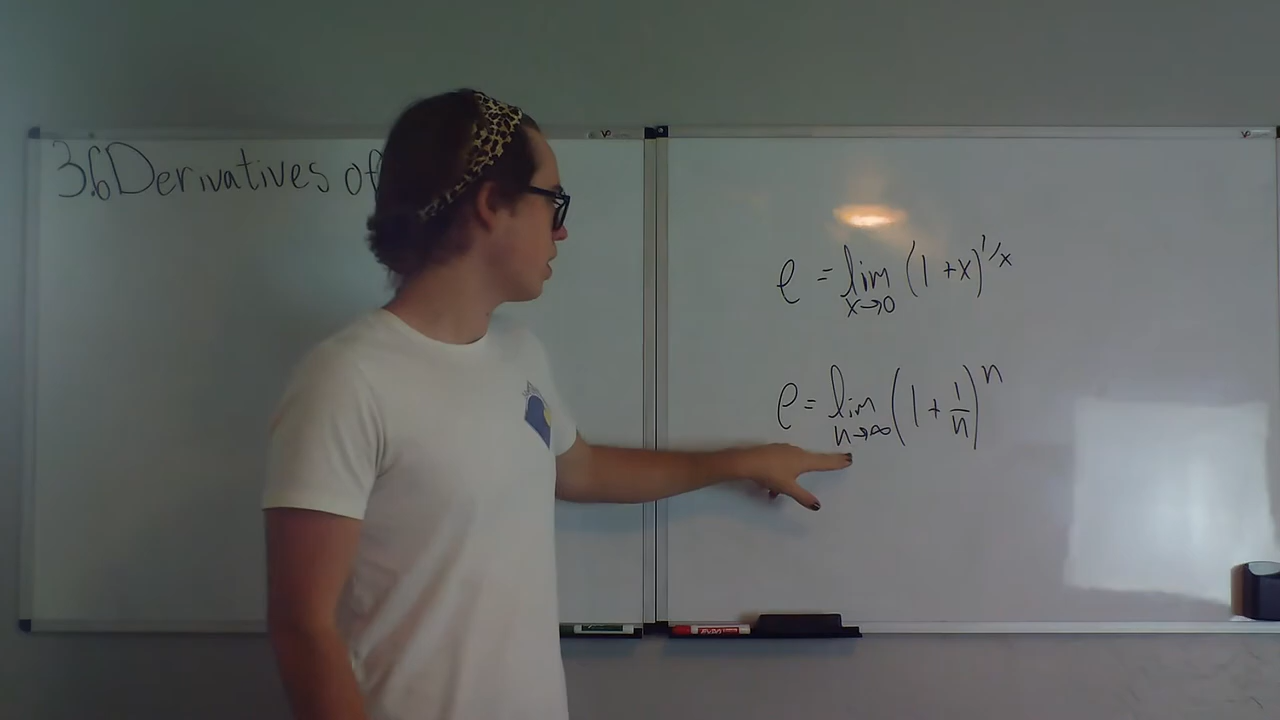 3.6 Derivatives of
e = lim x→0 (1 + x)^1/x
e = lim n→∞ (1 + 1/n)^n